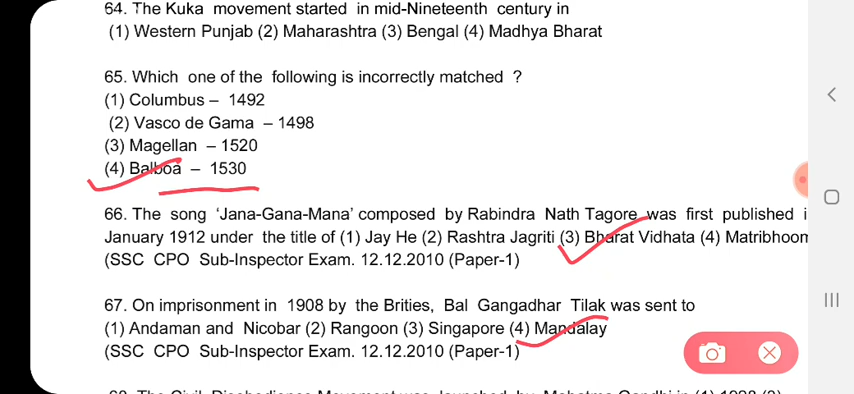 64. The Kuka movement started in mid-Nineteenth century in
(1) Western Punjab (2) Maharashtra (3) Bengal (4) Madhya Bharat
65. Which one of the following is incorrectly matched ?
(1) Columbus – 1492
(2) Vasco de Gama – 1498
(3) Magellan – 1520
(4) Balboa – 1530
66. The song ‘Jana-Gana-Mana’ composed by Rabindra Nath Tagore was first published i
January 1912 under the title of (1) Jay He (2) Rashtra Jagriti (3) Bharat Vidhata (4) Matribhoom
(SSC CPO Sub-Inspector Exam. 12.12.2010 (Paper-1)
67. On imprisonment in 1908 by the Brities, Bal Gangadhar Tilak was sent to
(1) Andaman and Nicobar (2) Rangoon (3) Singapore (4) Mandalay
(SSC CPO Sub-Inspector Exam. 12.12.2010 (Paper-1)